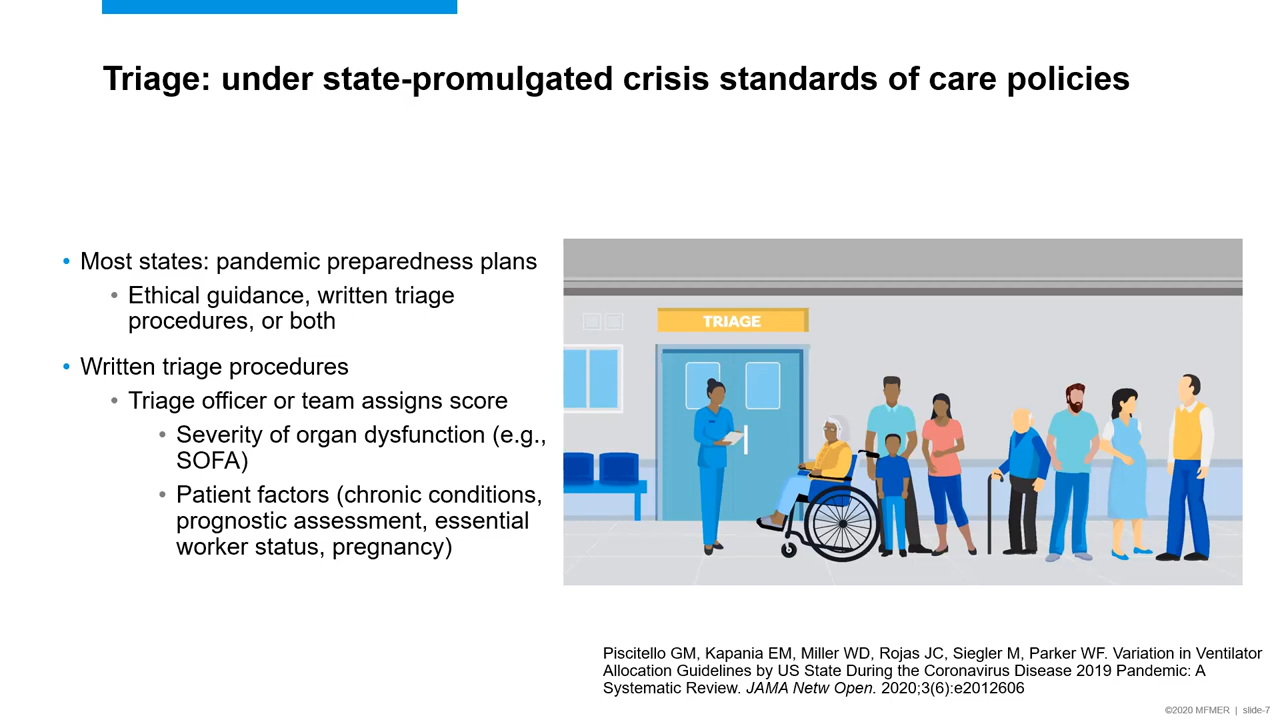 Triage: under state-promulgated crisis standards of care policies
• Most states: pandemic preparedness plans
• Ethical guidance, written triage
procedures, or both
• Written triage procedures
• Triage officer or team assigns score
• Severity of organ dysfunction (e.g.,
SOFA)
• Patient factors (chronic conditions,
prognostic assessment, essential
worker status, pregnancy)
TRIAGE
Piscitello GM, Kapania EM, Miller WD, Rojas JC, Siegler M, Parker WF. Variation in Ventilator
Allocation Guidelines by US State During the Coronavirus Disease 2019 Pandemic: A
Systematic Review. JAMA Netw Open. 2020;3(6):e2012606
©2020 MFMER | slide-7